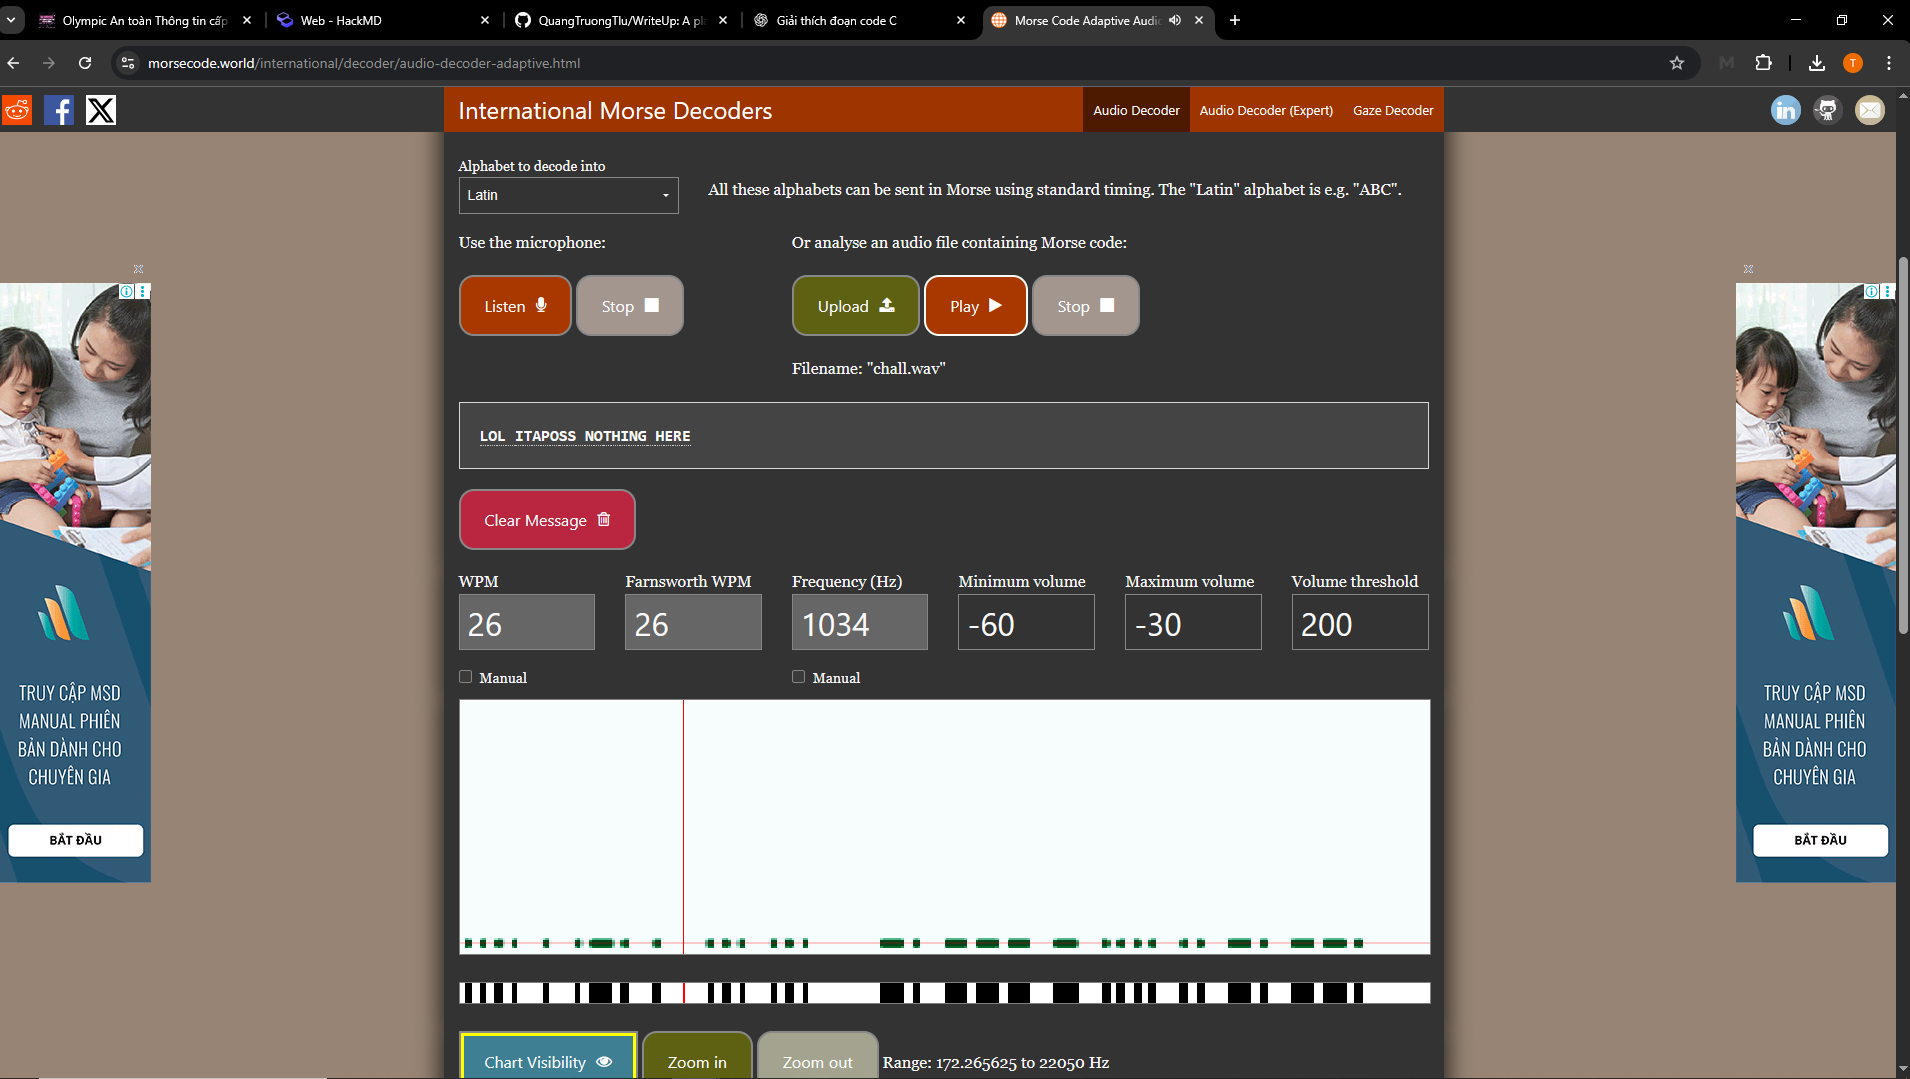 Olympic An toàn Thông tin cấp
Web - HackMD
QuangTruongTlu/WriteUp: A pl
Giải thích đoạn code C
Morse Code Adaptive Audio
morsecode.world/international/decoder/audio-decoder-adaptive.html
T
International Morse Decoders
Audio Decoder
Audio Decoder (Expert)
Gaze Decoder
Alphabet to decode into
Latin
All these alphabets can be sent in Morse using standard timing. The "Latin" alphabet is e.g. "ABC".
Use the microphone:
Or analyse an audio file containing Morse code:
Listen
Stop
Upload
Play
Stop
Filename: "chall.wav"
LOL ITAPOSS NOTHING HERE
Clear Message
WPM
Farnsworth WPM
Frequency (Hz)
Minimum volume
Maximum volume
Volume threshold
26
26
1034
-60
-30
200
Manual
Manual
Chart Visibility
Zoom in
Zoom out
Range: 172.265625 to 22050 Hz
TRUY CẬP MSD
MANUAL PHIÊN
BẢN DÀNH CHO
CHUYÊN GIA
BẮT ĐẦU
TRUY CẬP MSD
MANUAL PHIÊN
BẢN DÀNH CHO
CHUYÊN GIA
BẮT ĐẦU